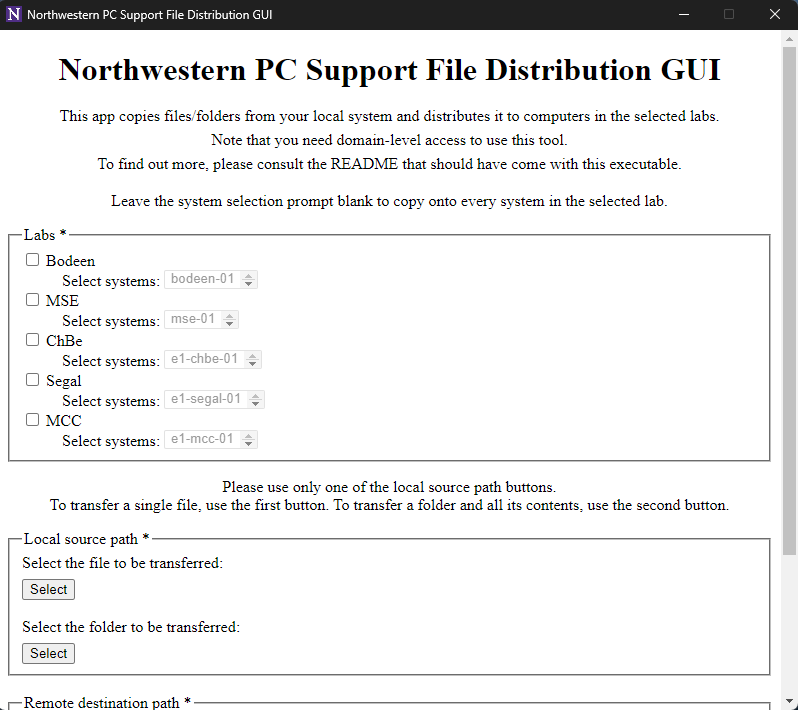 N Northwestern PC Support File Distribution GUI
Northwestern PC Support File Distribution GUI
This app copies files/folders from your local system and distributes it to computers in the selected labs.
Note that you need domain-level access to use this tool.
To find out more, please consult the README that should have come with this executable.
Leave the system selection prompt blank to copy onto every system in the selected lab.
Labs *
Bodeen
Select systems: bodeen-01
MSE
Select systems: mse-01
ChBe
Select systems: e1-chbe-01
Segal
Select systems: e1-segal-01
MCC
Select systems: e1-mcc-01
Please use only one of the local source path buttons.
To transfer a single file, use the first button. To transfer a folder and all its contents, use the second button.
Local source path *
Select the file to be transferred:
Select
Select the folder to be transferred:
Select
Remote destination path *